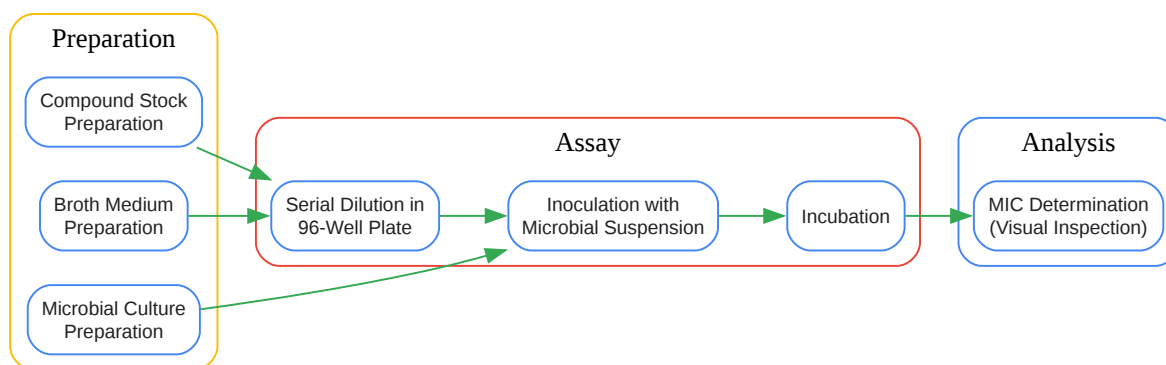 Preparation
Compound Stock
Preparation
Broth Medium
Preparation
Microbial Culture
Preparation
Assay
Serial Dilution in
96-Well Plate
Inoculation with
Microbial Suspension
Incubation
Analysis
MIC Determination
(Visual Inspection)